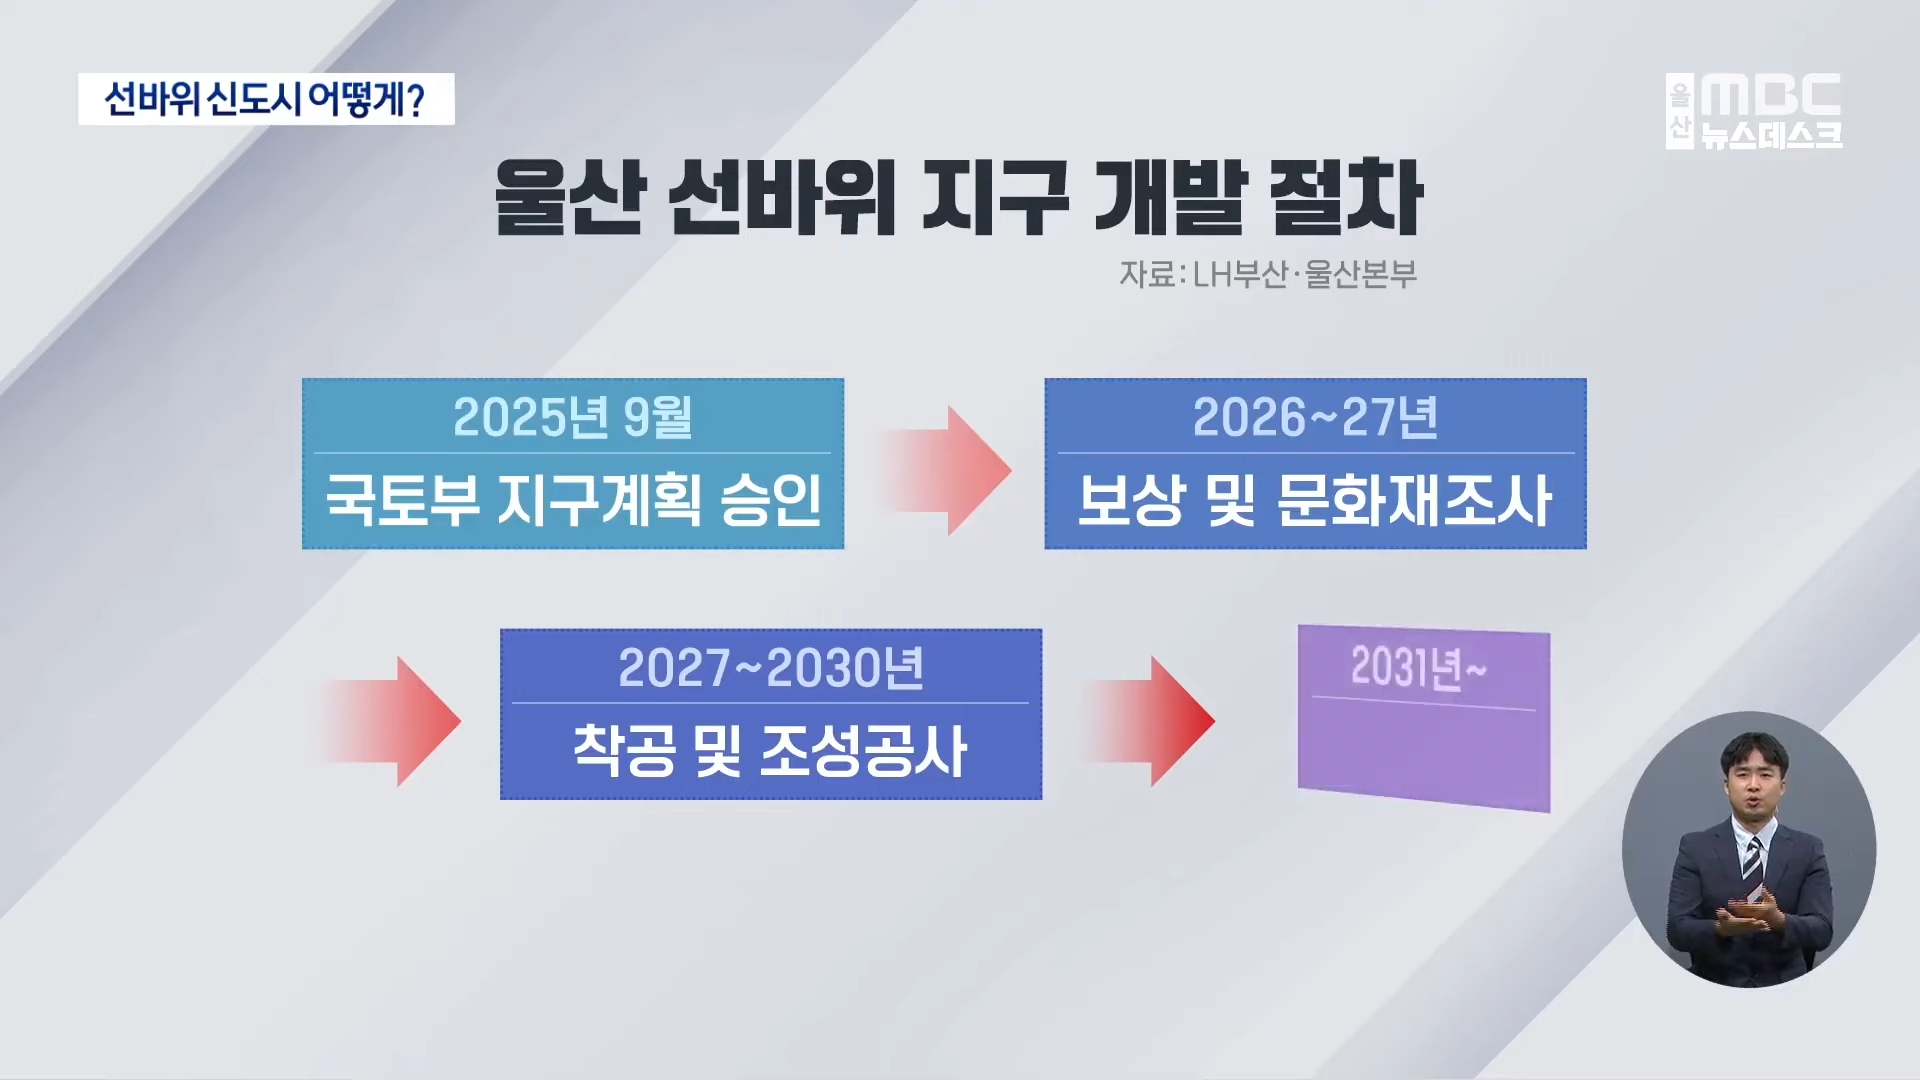 선바위 신도시 어떻게?
울산
MBC
뉴스데스크
울산 선바위 지구 개발 절차
자료: LH부산·울산본부
2025년 9월
국토부 지구계획 승인
2026~27년
보상 및 문화재조사
2027~2030년
착공 및 조성공사
2031년~